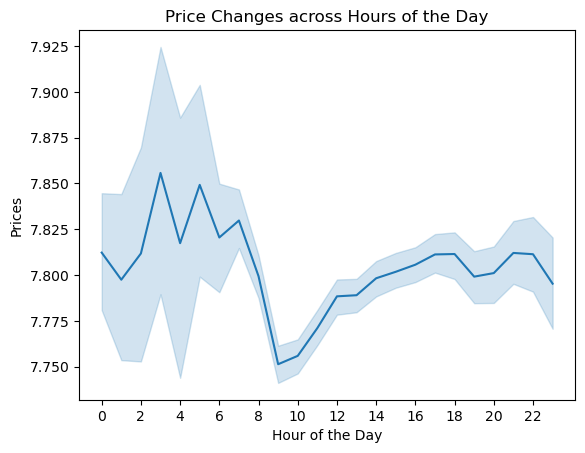 Price Changes across Hours of the Day
7.925
7.900
7.875
7.850
7.825
7.800
7.775
7.750
Prices
0 2 4 6 8 10 12 14 16 18 20 22
Hour of the Day